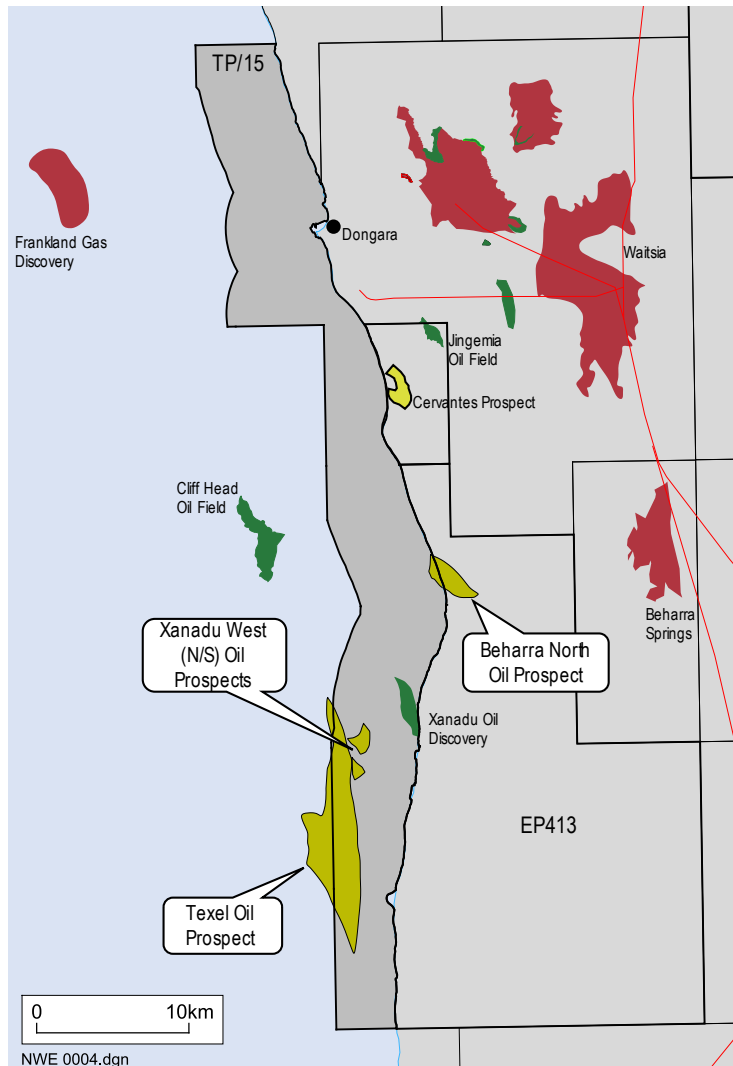 TP/15
Frankland Gas
Discovery
Dongara
Waitsia
Jingemia
Oil Field
Cervantes Prospect
Cliff Head
Oil Field
Beharra
Springs
Xanadu West
(N/S) Oil
Prospects
Beharra North
Oil Prospect
Xanadu Oil
Discovery
EP413
Texel Oil
Prospect
0 10km
NWE 0004.dgn